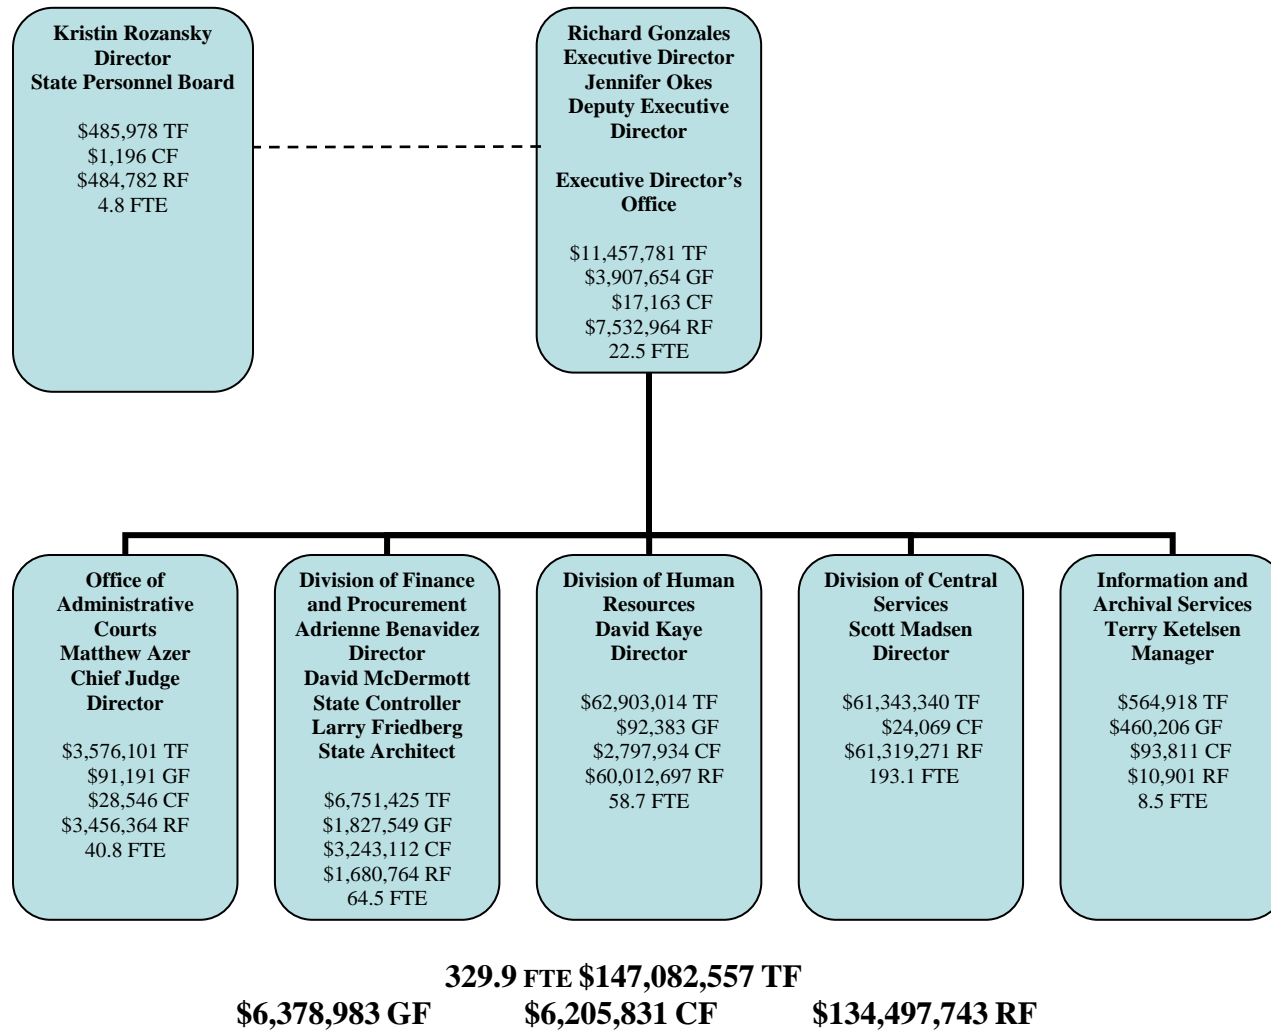 Kristin Rozansky
Director
State Personnel Board
$485,978 TF
$1,196 CF
$484,782 RF
4.8 FTE
Richard Gonzales
Executive Director
Jennifer Okes
Deputy Executive
Director
Executive Director’s
Office
$11,457,781 TF
$3,907,654 GF
$17,163 CF
$7,532,964 RF
22.5 FTE
Office of
Administrative
Courts
Matthew Azer
Chief Judge
Director
$3,576,101 TF
$91,191 GF
$28,546 CF
$3,456,364 RF
40.8 FTE
Division of Finance
and Procurement
Adrienne Benavidez
Director
David McDermott
State Controller
Larry Friedberg
State Architect
$6,751,425 TF
$1,827,549 GF
$3,243,112 CF
$1,680,764 RF
64.5 FTE
Division of Human
Resources
David Kaye
Director
$62,903,014 TF
$92,383 GF
$2,797,934 CF
$60,012,697 RF
58.7 FTE
Division of Central
Services
Scott Madsen
Director
$61,343,340 TF
$24,069 CF
$61,319,271 RF
193.1 FTE
Information and
Archival Services
Terry Ketelsen
Manager
$564,918 TF
$460,206 GF
$93,811 CF
$10,901 RF
8.5 FTE
329.9 FTE $147,082,557 TF
$6,378,983 GF $6,205,831 CF $134,497,743 RF